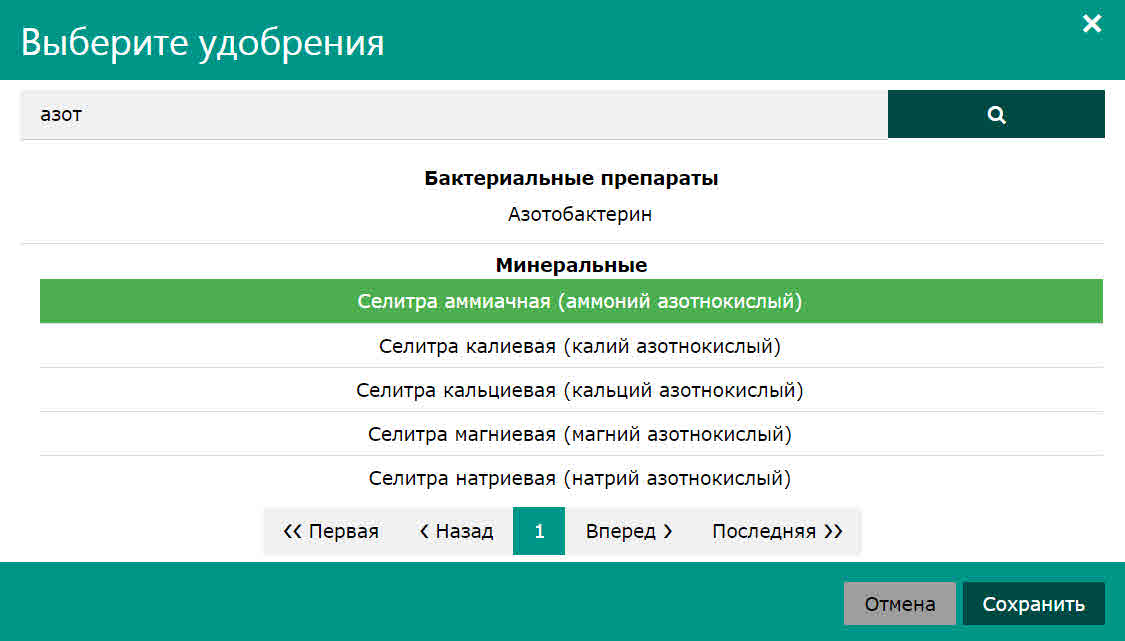 Выберите удобрения
азот
Бактериальные препараты
Азотобактерин
Минеральные
Селитра аммиачная (аммоний азотнокислый)
Селитра калиевая (калий азотнокислый)
Селитра кальциевая (кальций азотнокислый)
Селитра магниевая (магний азотнокислый)
Селитра натриевая (натрий азотнокислый)
Первая Назад 1 Вперед Последняя
Отмена Сохранить